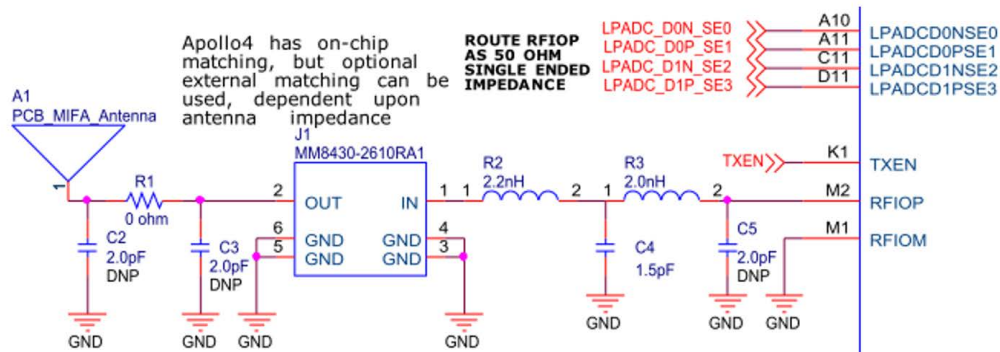 Apollo4 has on-chip
matching, but optional
external matching can be
used, dependent upon
antenna impedance
ROUTE RFIOP
AS 50 OHM
SINGLE ENDED
IMPEDANCE
LPADC_D0N_SE0
LPADC_D0P_SE1
LPADC_D1N_SE2
LPADC_D1P_SE3
A10
A11
C11
D11
LPADCD0NSE0
LPADCD0PSE1
LPADCD1NSE2
LPADCD1PSE3
A1
PCB_MIFA_Antenna
1
R1
0 ohm
C2
2.0pF
DNP
GND
C3
2.0pF
DNP
GND
J1
MM8430-2610RA1
2
OUT
IN
1
6
GND
GND
4
5
GND
GND
3
GND
GND
1
R2
2.2nH
2
1
R3
2.0nH
2
C4
1.5pF
GND
C5
2.0pF
DNP
GND
TXEN
K1
TXEN
M2
RFIOP
M1
RFIOM
GND